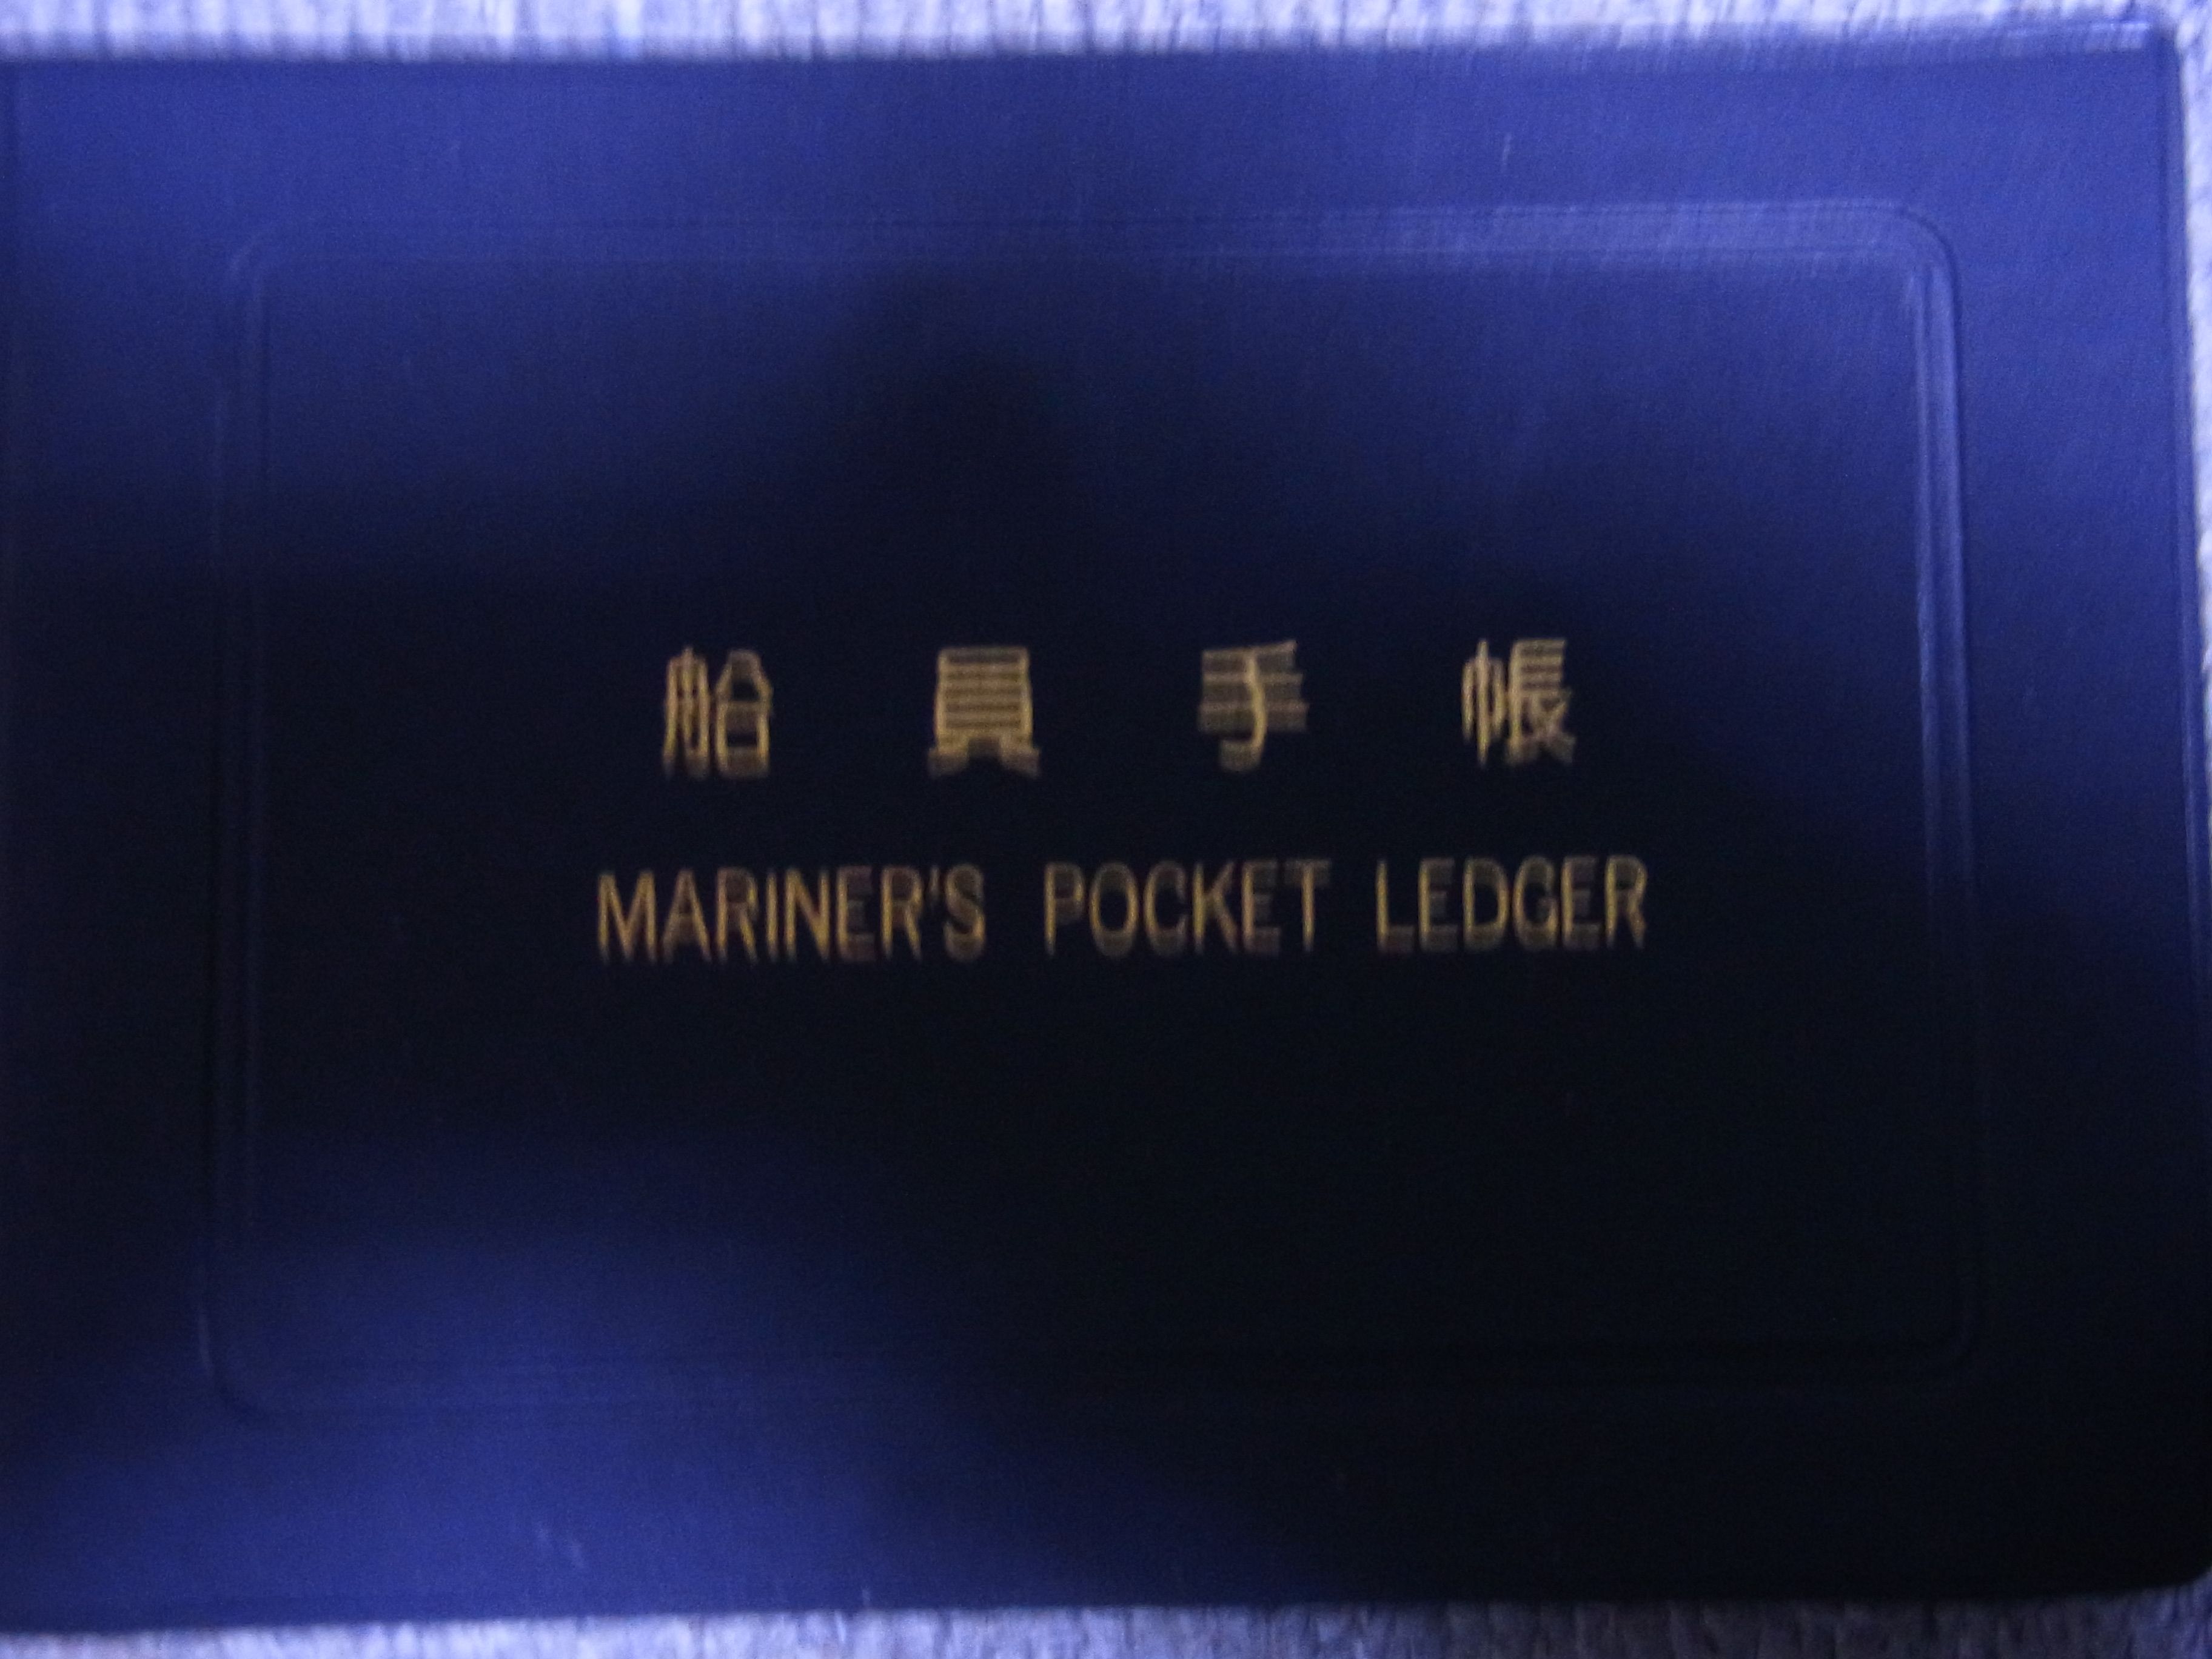 船員手帳
MARINER'S POCKET LEDGER